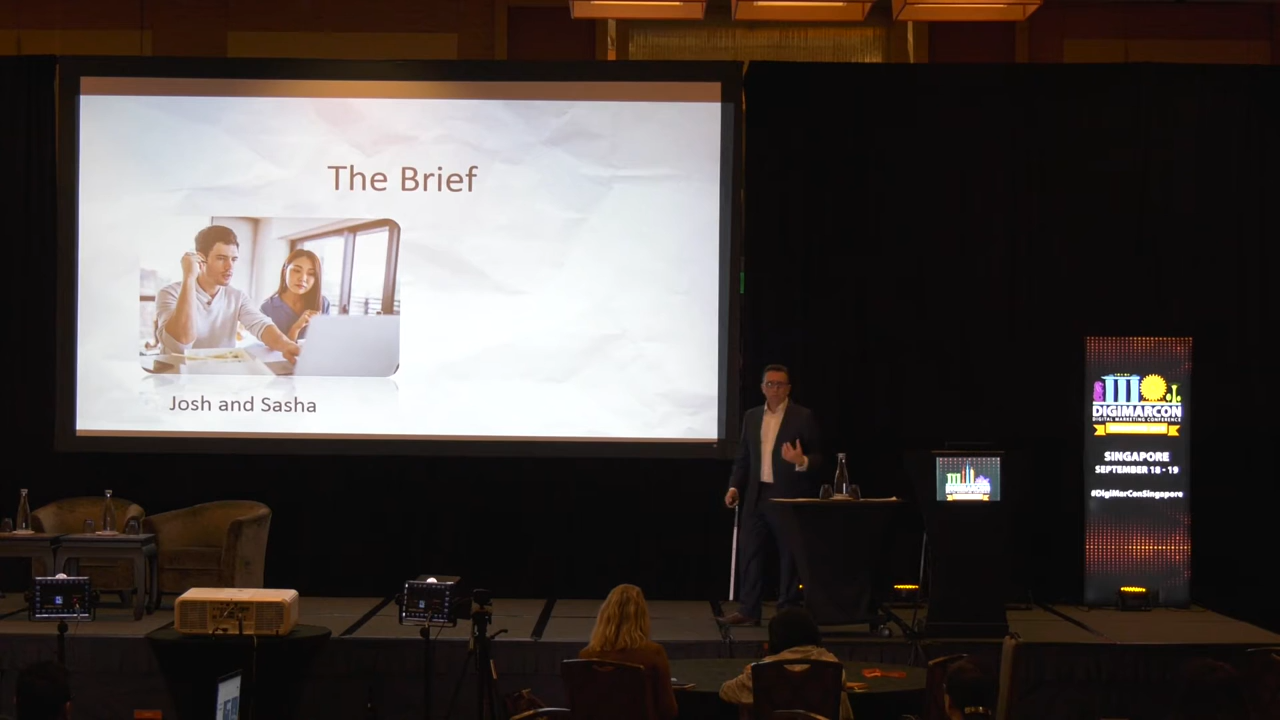 The Brief
Josh and Sasha
DIGIMARCON
DIGITAL MARKETING CONFERENCE
SINGAPORE
SEPTEMBER 18 - 19
#DigiMarConSingapore